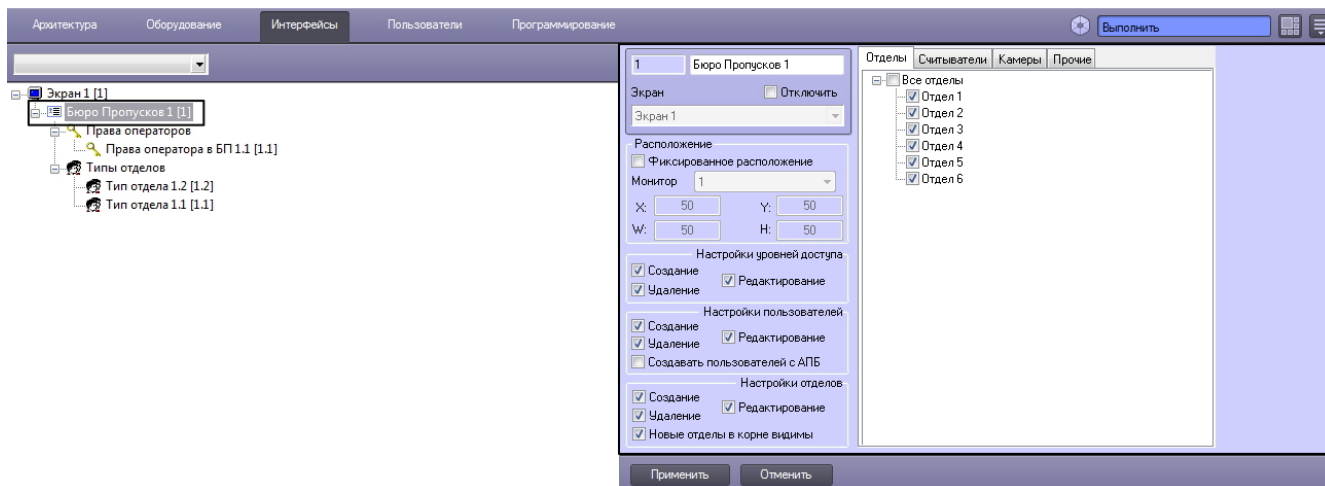 Архитектура Оборудование Интерфейсы Пользователи Программирование Выполнить
Экран 1 [1]
Бюро Пропусков 1 [1]
Права операторов
Права оператора в БП 1.1 [1.1]
Типы отделов
Тип отдела 1.2 [1.2]
Тип отдела 1.1 [1.1]
1 Бюро Пропусков 1
Экран Отключить
Экран 1
Расположение
Фиксированное расположение
Монитор 1
X: 50 Y: 50
W: 50 H: 50
Настройки уровней доступа
Создание
Редактирование
Удаление
Настройки пользователей
Создание
Редактирование
Удаление
Создавать пользователей с АПБ
Настройки отделов
Создание
Редактирование
Удаление
Новые отделы в корне видимы
Отделы Считыватели Камеры Прочие
Все отделы
Отдел 1
Отдел 2
Отдел 3
Отдел 4
Отдел 5
Отдел 6
Применить Отменить